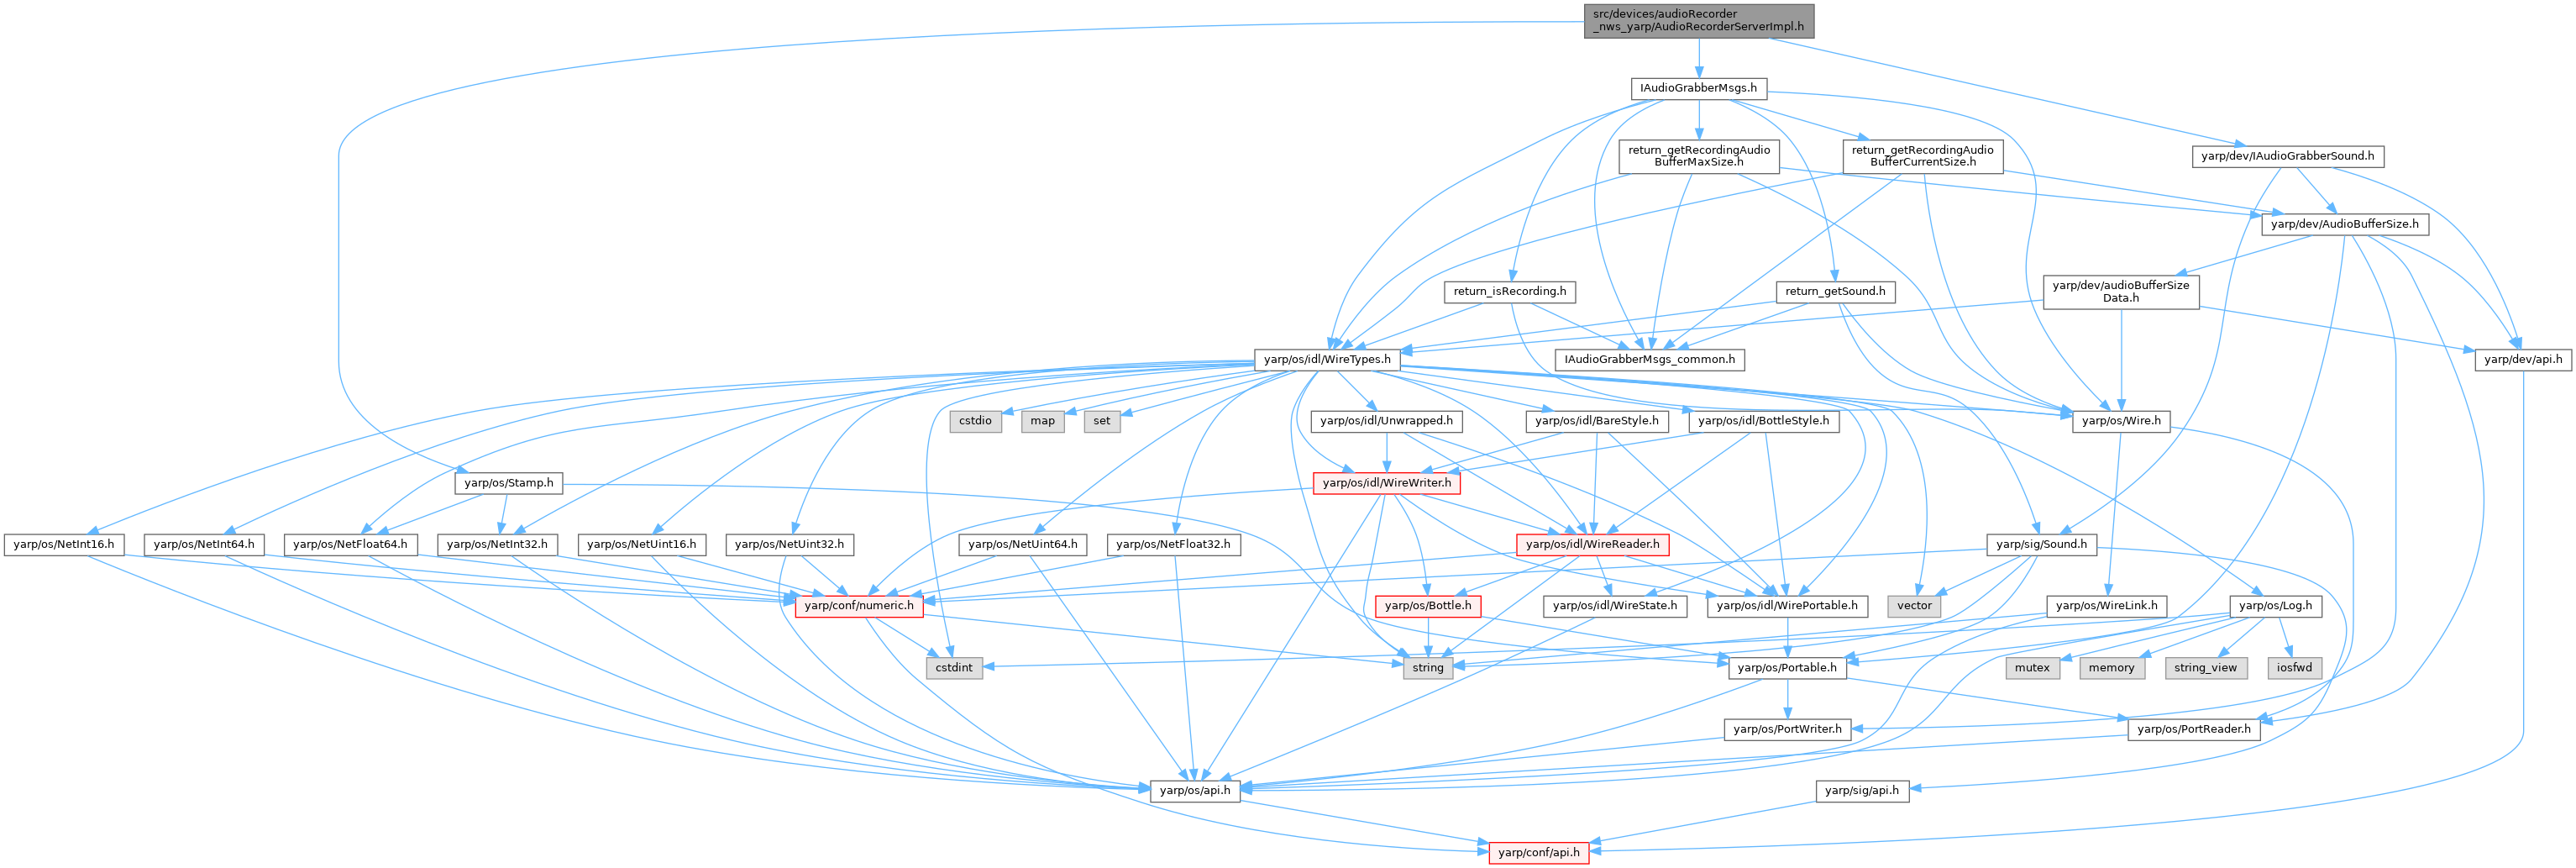 src/devices/audioRecorder
_nws_yarp/AudioRecorderServerImpl.h
IAudioGrabberMsgs.h
return_getRecordingAudio
BufferMaxSize.h
return_getRecordingAudio
BufferCurrentSize.h
yarp/dev/IAudioGrabberSound.h
yarp/dev/AudioBufferSize.h
return_isRecording.h
return_getSound.h
yarp/dev/audioBufferSize
Data.h
yarp/os/idl/WireTypes.h
IAudioGrabberMsgs_common.h
yarp/dev/api.h
cstdio
map
set
yarp/os/idl/Unwrapped.h
yarp/os/idl/BareStyle.h
yarp/os/idl/BottleStyle.h
yarp/os/Wire.h
yarp/os/Stamp.h
yarp/os/idl/WireWriter.h
yarp/os/NetInt16.h
yarp/os/NetInt64.h
yarp/os/NetFloat64.h
yarp/os/NetInt32.h
yarp/os/NetUint16.h
yarp/os/NetUint32.h
yarp/os/NetUint64.h
yarp/os/NetFloat32.h
yarp/os/idl/WireReader.h
yarp/sig/Sound.h
yarp/conf/numeric.h
yarp/os/Bottle.h
yarp/os/idl/WireState.h
yarp/os/idl/WirePortable.h
vector
yarp/os/WireLink.h
yarp/os/Log.h
cstdint
string
yarp/os/Portable.h
mutex
memory
string_view
iosfwd
yarp/os/PortWriter.h
yarp/os/PortReader.h
yarp/os/api.h
yarp/sig/api.h
yarp/conf/api.h